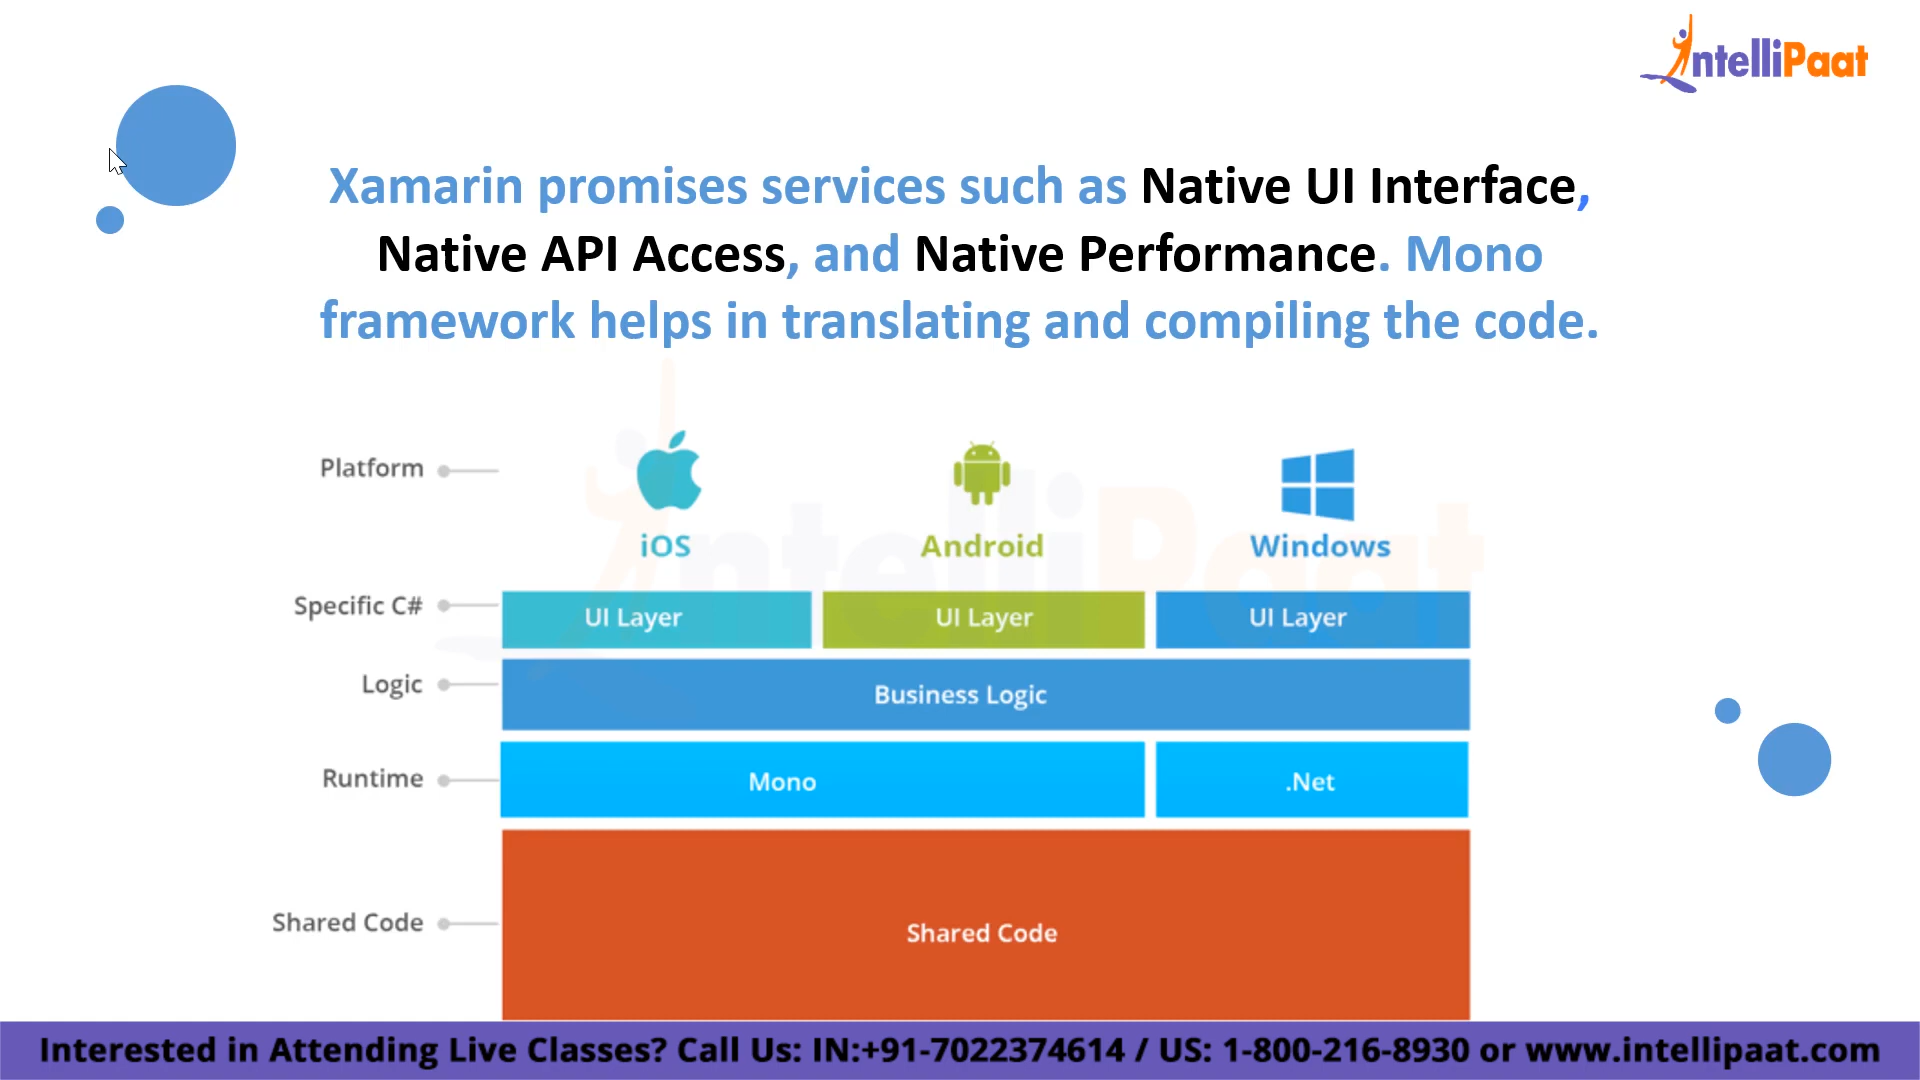 IntelliPaat
Xamarin promises services such as Native UI Interface,
Native API Access, and Native Performance. Mono
framework helps in translating and compiling the code.
Platform
iOS
Android
Windows
Specific C#
UI Layer
UI Layer
UI Layer
Logic
Business Logic
Runtime
Mono
.Net
Shared Code
Shared Code
IntelliPaat
Interested in Attending Live Classes? Call Us: IN:+91-7022374614 / US: 1-800-216-8930 or www.intellipaat.com